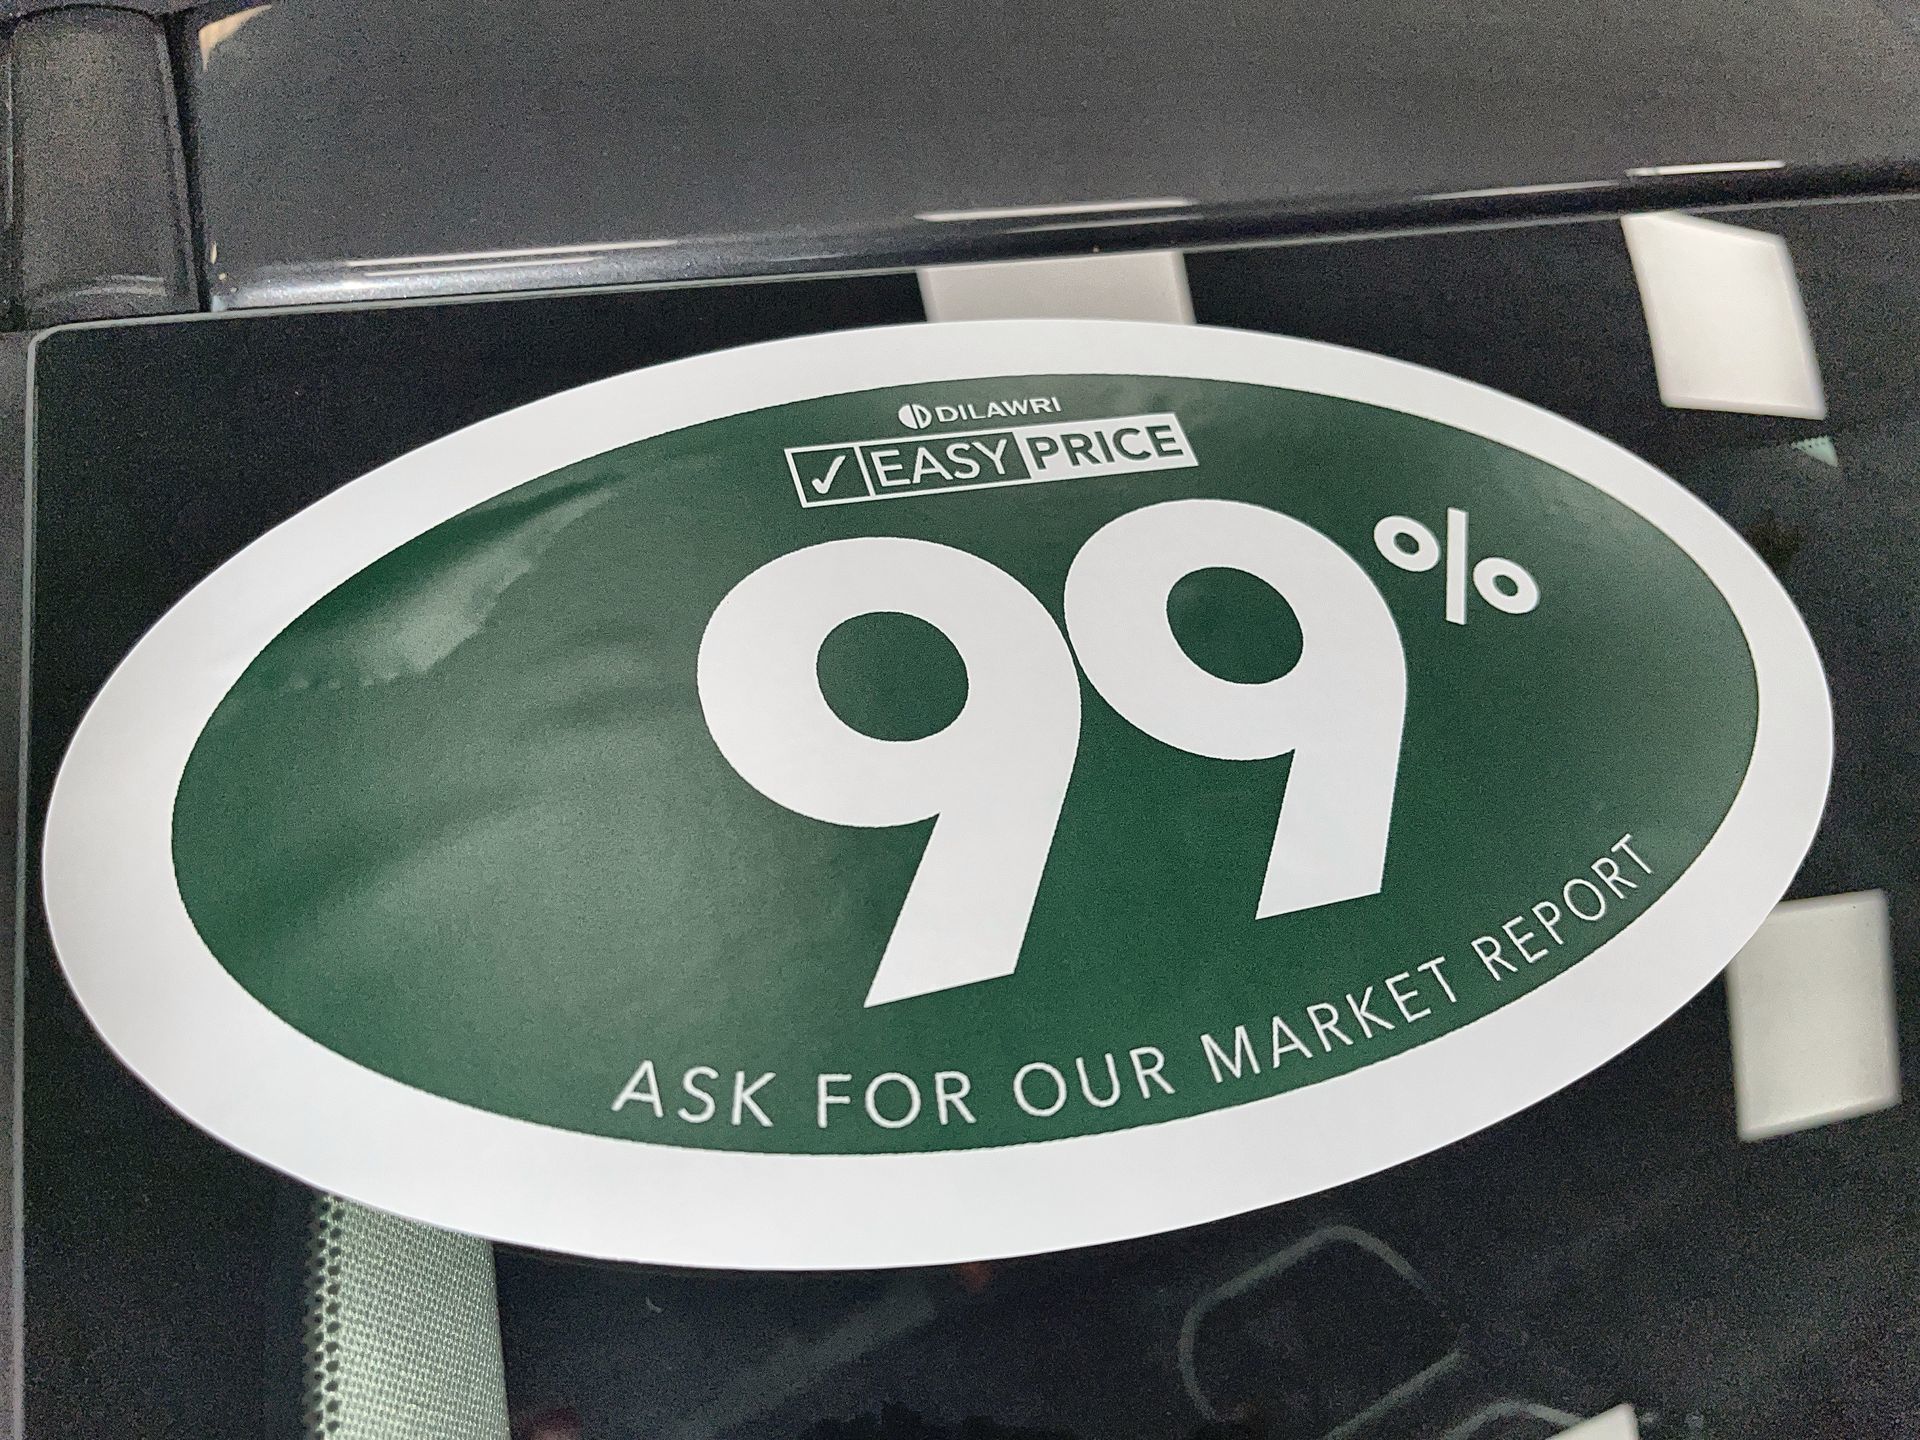 DILAWRI
✓ EASY PRICE
99%
ASK FOR OUR MARKET REPORT